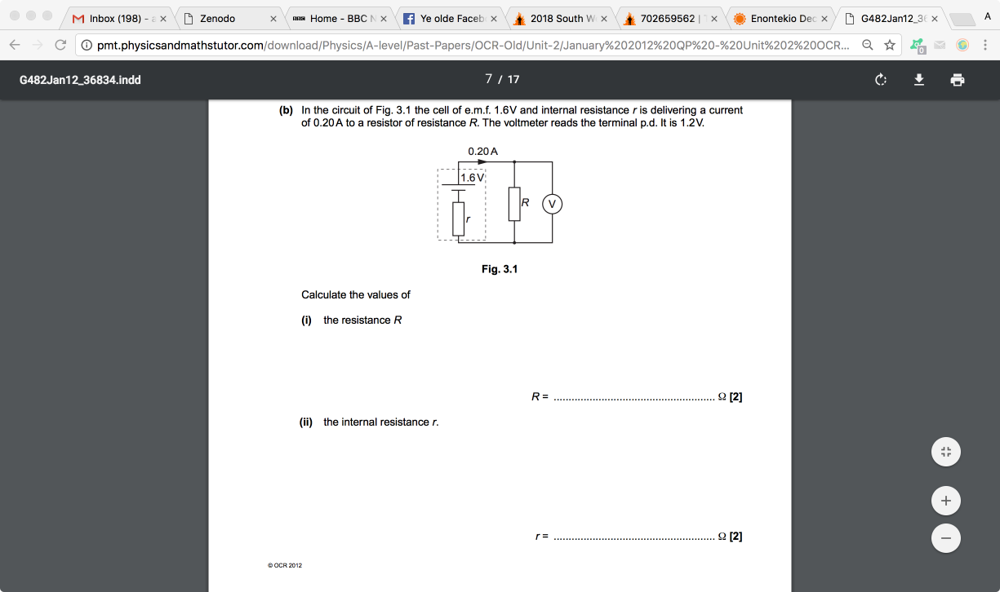 Inbox (198) - a
Zenodo
BBC Home - BBC N
f Ye olde Faceb
2018 South W
702659562 |
Enontekio Dec
G482Jan12_36
A
pmt.physicsandmathstutor.com/download/Physics/A-level/Past-Papers/OCR-Old/Unit-2/January%202012%20QP%20-%20Unit%202%20OCR...
0
G482Jan12_36834.indd
7 / 17
(b) In the circuit of Fig. 3.1 the cell of e.m.f. 1.6V and internal resistance r is delivering a current
of 0.20A to a resistor of resistance R. The voltmeter reads the terminal p.d. It is 1.2V.
0.20A
1.6V
R
V
r
Fig. 3.1
Calculate the values of
(i) the resistance R
R = ...................................................... Ω [2]
(ii) the internal resistance r.
r = ...................................................... Ω [2]
© OCR 2012